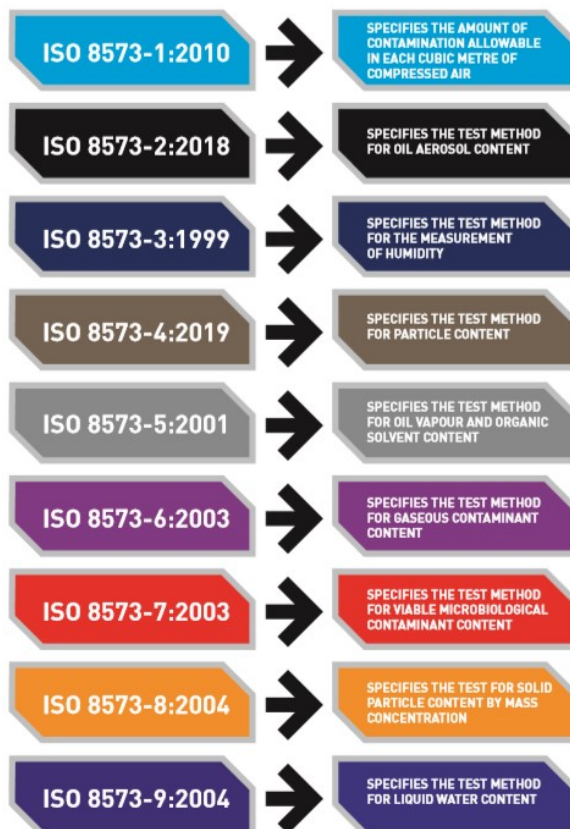 ISO 8573-1:2010
SPECIFIES THE AMOUNT OF
CONTAMINATION ALLOWABLE
IN EACH CUBIC METRE OF
COMPRESSED AIR
ISO 8573-2:2018
SPECIFIES THE TEST METHOD
FOR OIL AEROSOL CONTENT
ISO 8573-3:1999
SPECIFIES THE TEST METHOD
FOR THE MEASUREMENT
OF HUMIDITY
ISO 8573-4:2019
SPECIFIES THE TEST METHOD
FOR PARTICLE CONTENT
ISO 8573-5:2001
SPECIFIES THE TEST METHOD
FOR OIL VAPOUR AND ORGANIC
SOLVENT CONTENT
ISO 8573-6:2003
SPECIFIES THE TEST METHOD
FOR GASEOUS CONTAMINANT
CONTENT
ISO 8573-7:2003
SPECIFIES THE TEST METHOD
FOR VIABLE MICROBIOLOGICAL
CONTAMINANT CONTENT
ISO 8573-8:2004
SPECIFIES THE TEST FOR SOLID
PARTICLE CONTENT BY MASS
CONCENTRATION
ISO 8573-9:2004
SPECIFIES THE TEST METHOD
FOR LIQUID WATER CONTENT